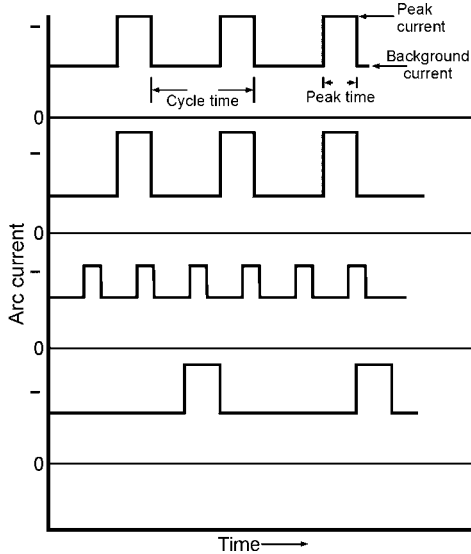 Peak
current
Background
current
Cycle time
Peak time
0
0
0
0
Arc current
Time